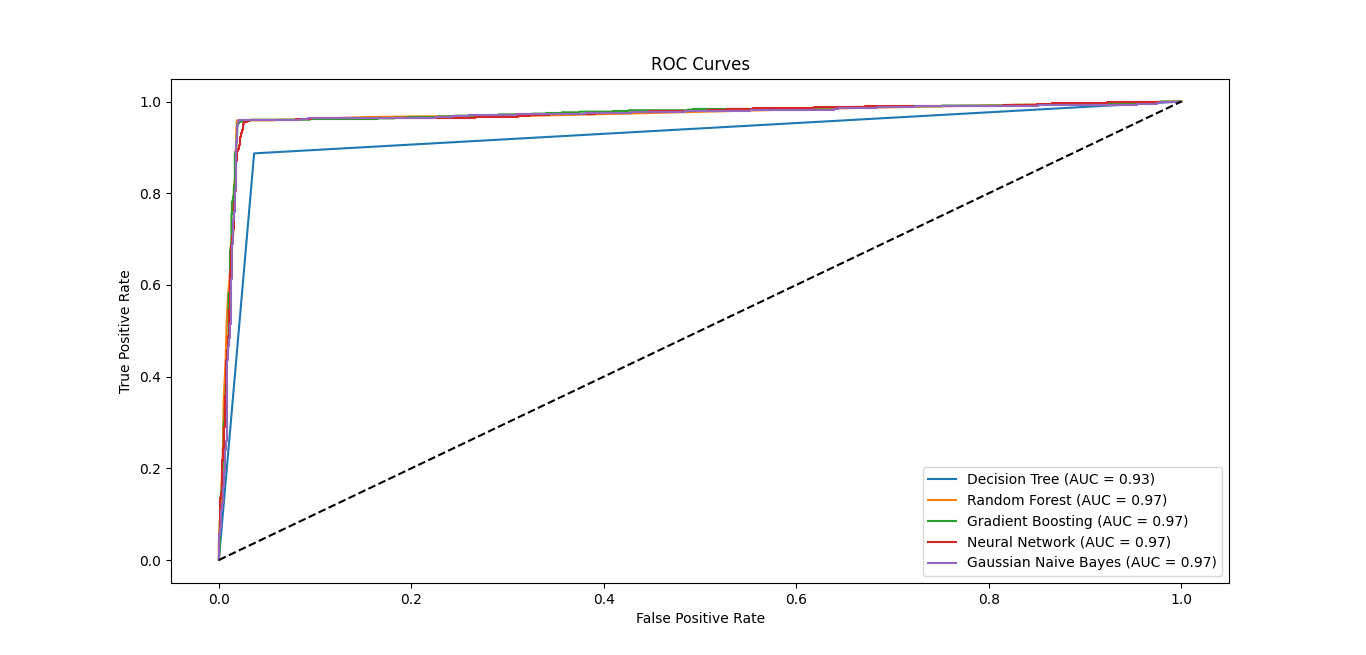 ROC Curves
1.0
0.8
0.6
0.4
0.2
0.0
True Positive Rate
Decision Tree (AUC = 0.93)
Random Forest (AUC = 0.97)
Gradient Boosting (AUC = 0.97)
Neural Network (AUC = 0.97)
Gaussian Naive Bayes (AUC = 0.97)
0.0 0.2 0.4 0.6 0.8 1.0
False Positive Rate